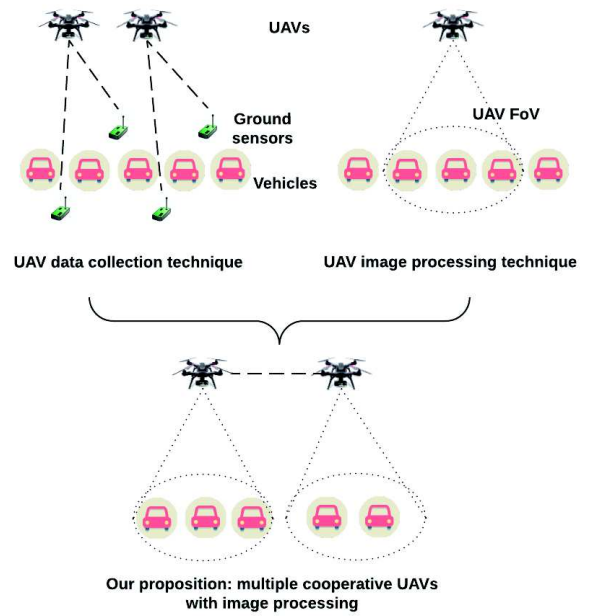 UAVs
UAV FoV
Ground
sensors
Vehicles
UAV data collection technique
UAV image processing technique
Our proposition: multiple cooperative UAVs
with image processing